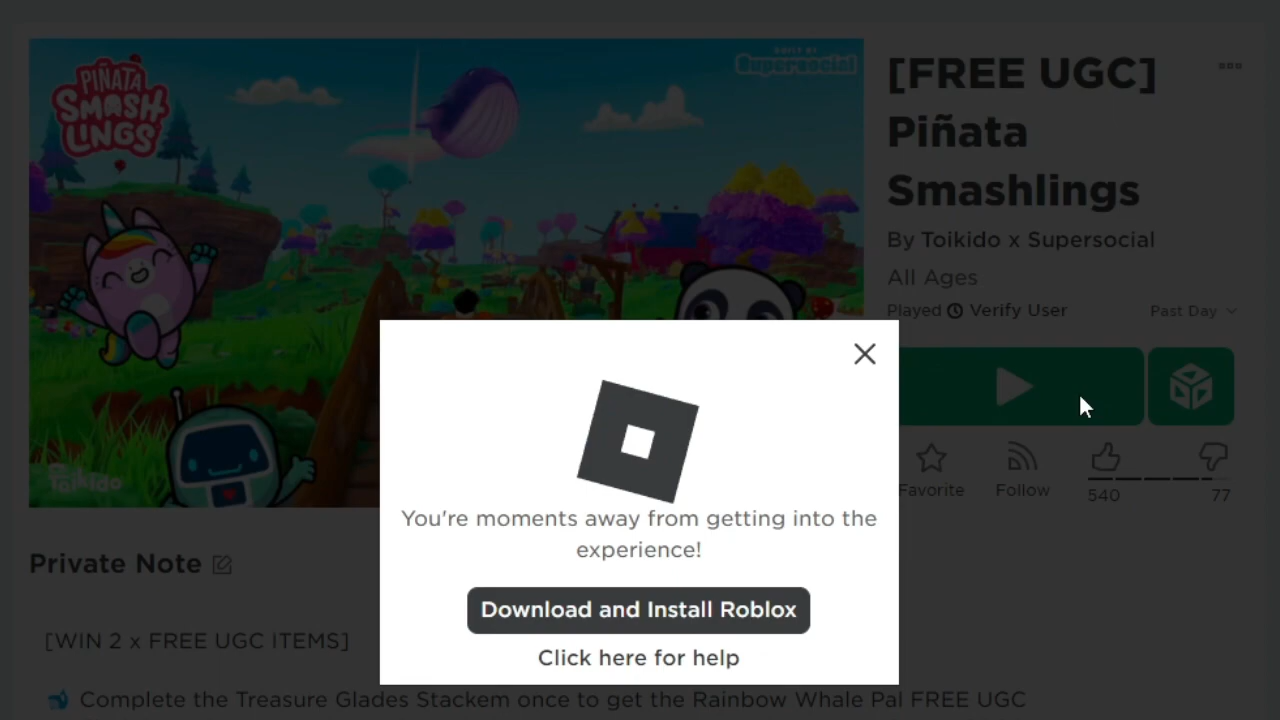 PIÑATA
SMASH
LINGS
BUILT BY
Supersocial
Toikido
[FREE UGC]
Piñata
Smashlings
By Toikido x Supersocial
All Ages
Played Verify User
Past Day
Favorite
Follow
540
77
You're moments away from getting into the
experience!
Download and Install Roblox
Click here for help
Private Note
[WIN 2 x FREE UGC ITEMS]
Complete the Treasure Glades Stackem once to get the Rainbow Whale Pal FREE UGC